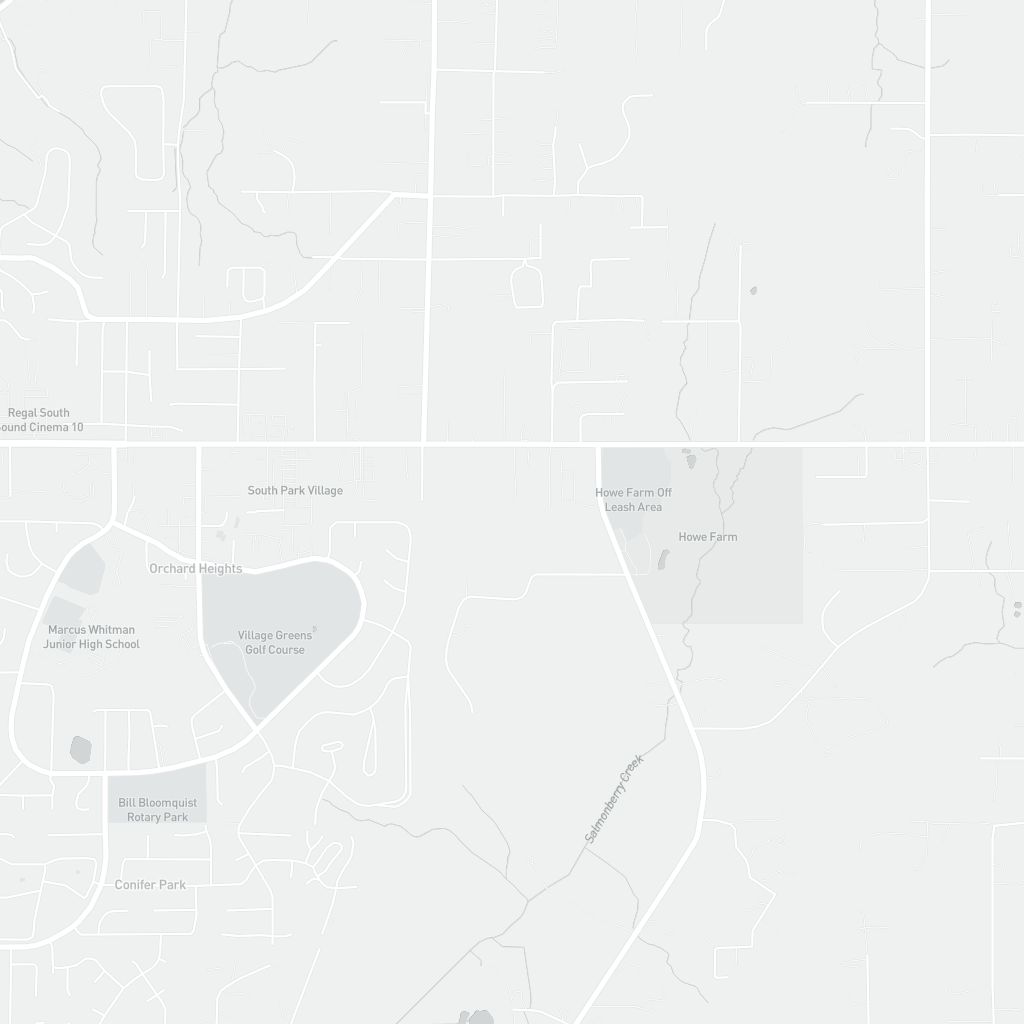 Regal South
Sound Cinema 10
South Park Village
Howe Farm Off
Leash Area
Howe Farm
Orchard Heights
Marcus Whitman
Junior High School
Village Greens
Golf Course
Salmonberry Creek
Bill Bloomquist
Rotary Park
Conifer Park